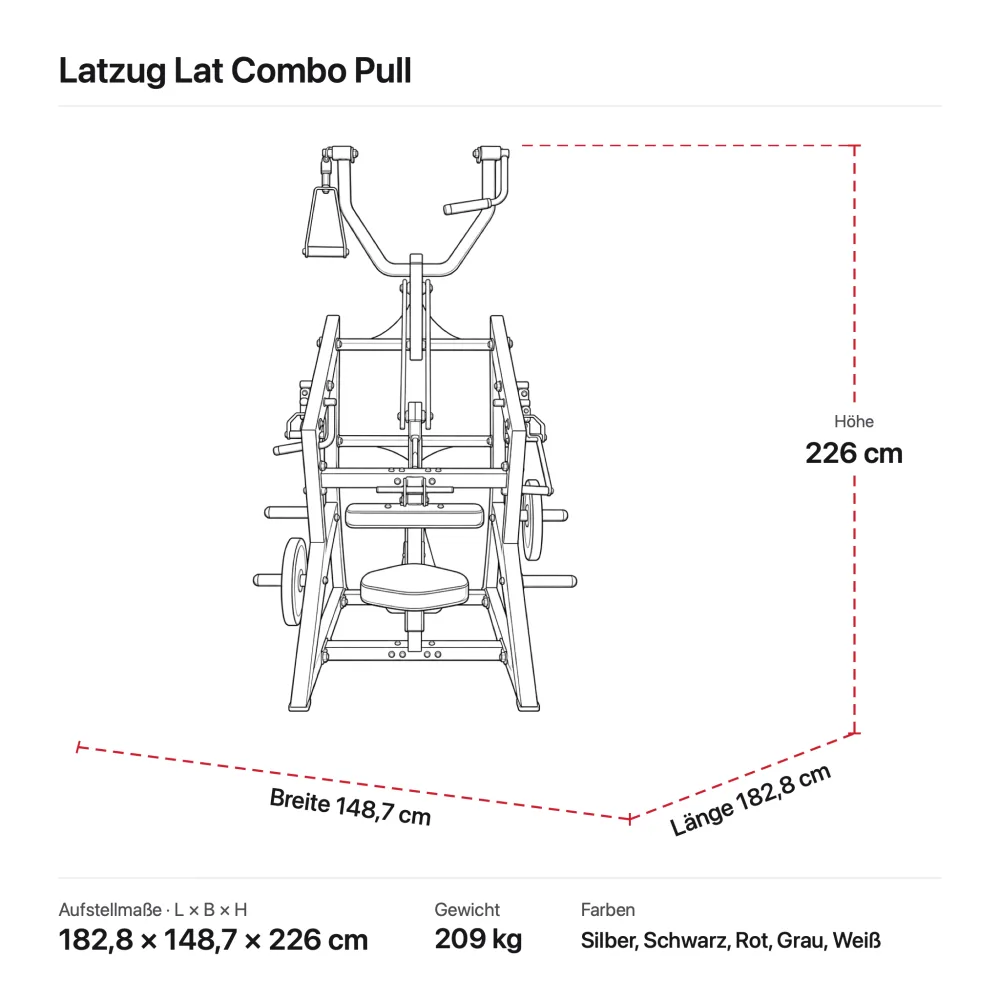 Latzug Lat Combo Pull
Höhe
226 cm
Breite 148,7 cm
Länge 182,8 cm
Aufstellmaße · L × B × H
182,8 × 148,7 × 226 cm
Gewicht
209 kg
Farben
Silber, Schwarz, Rot, Grau, Weiß